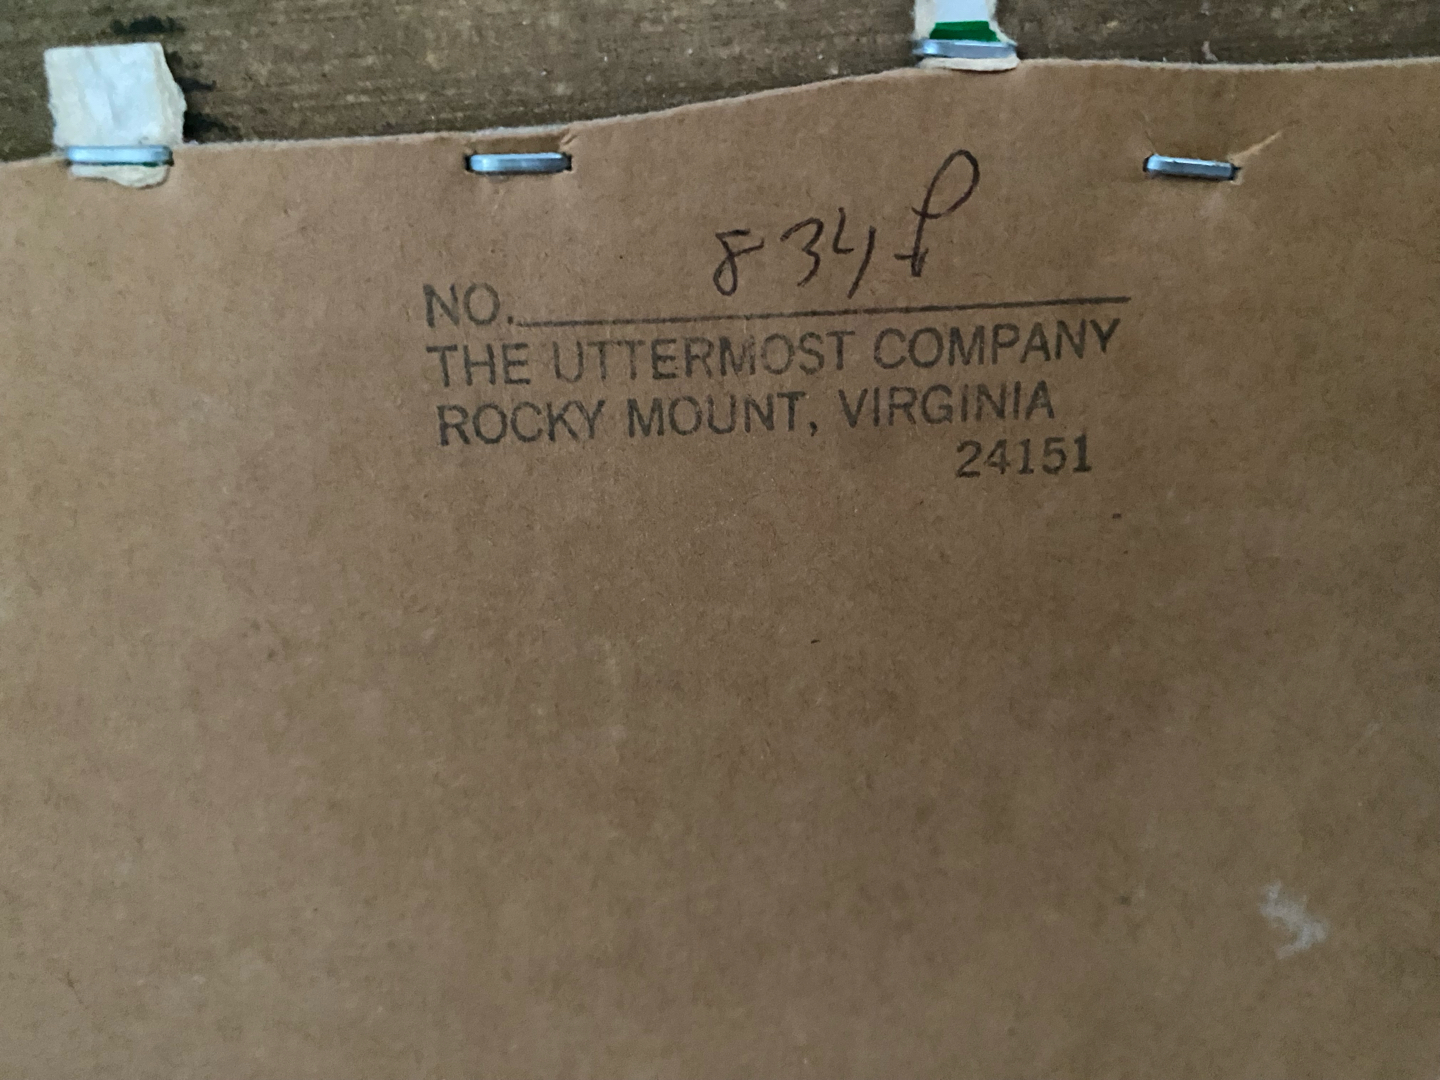 NO. 834P
THE UTTERMOST COMPANY
ROCKY MOUNT, VIRGINIA
24151